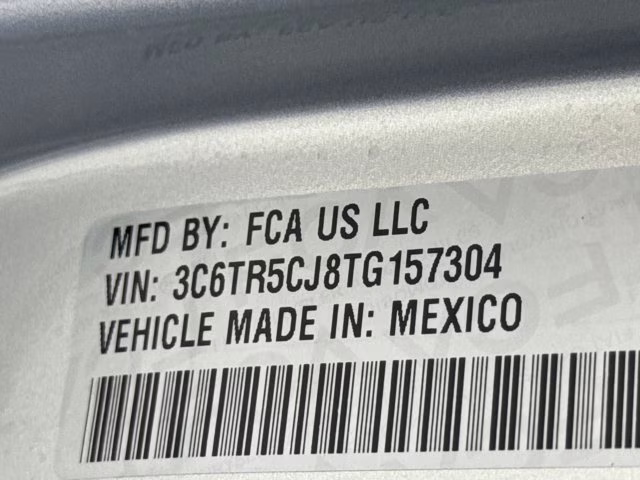 MFD BY: FCA US LLC
VIN: 3C6TR5CJ8TG157304
VEHICLE MADE IN: MEXICO